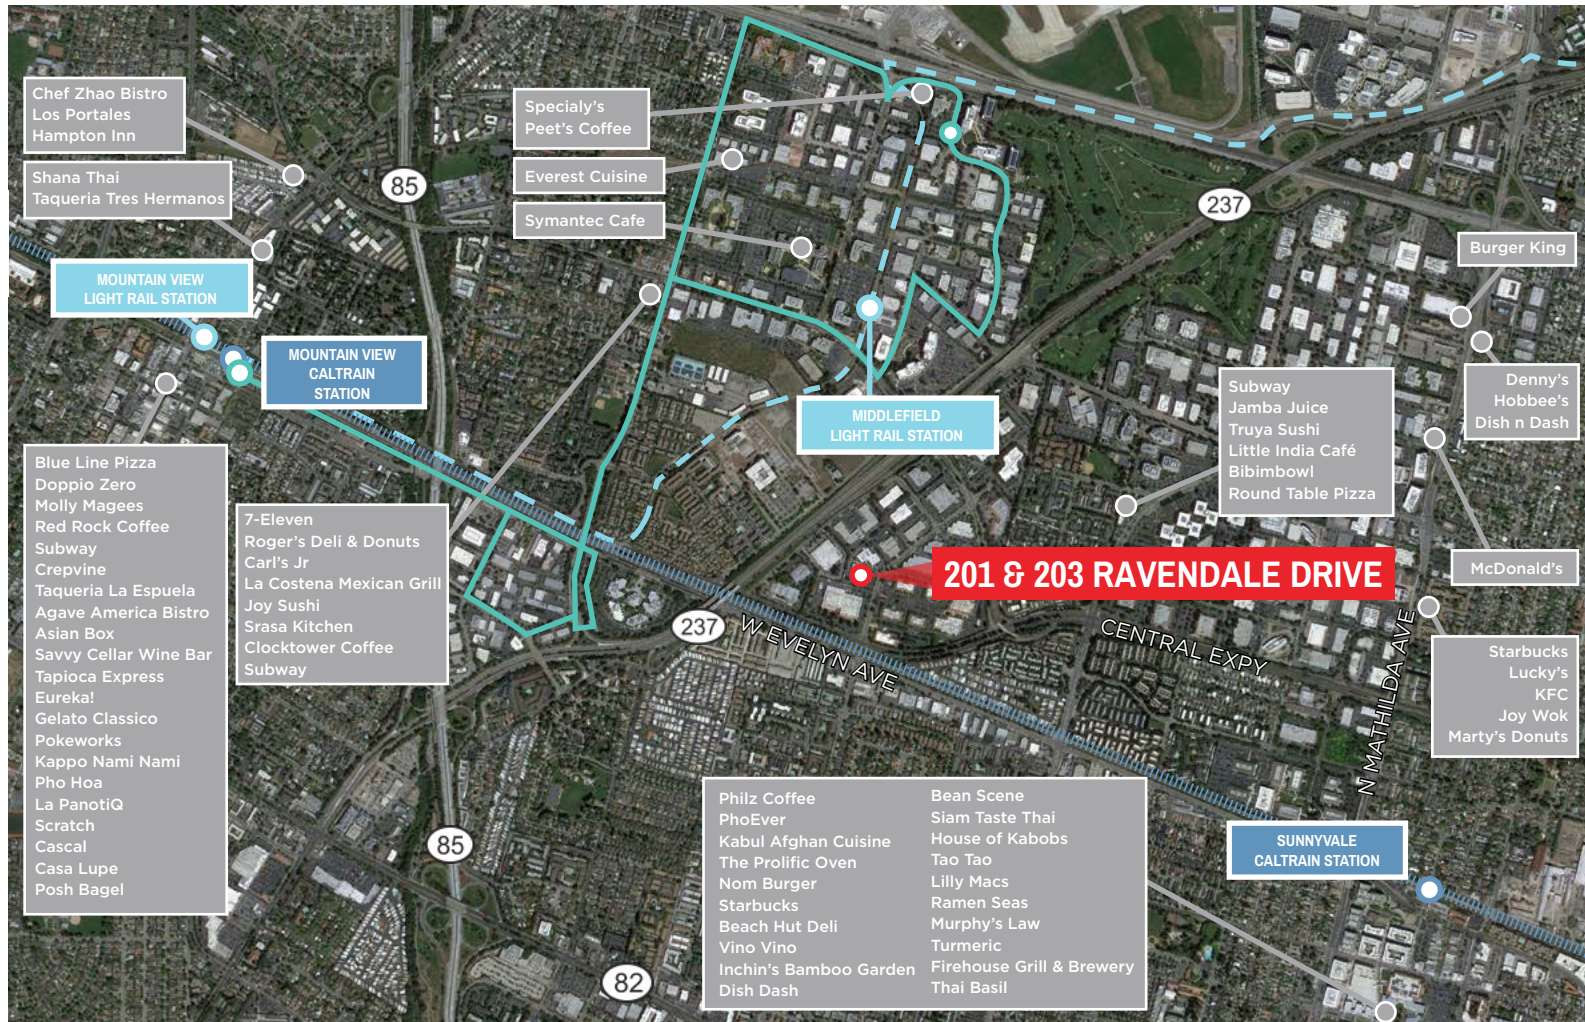 Chef Zhao Bistro
Los Portales
Hampton Inn
Shana Thai
Taqueria Tres Hermanos
85
Specialy's
Peet's Coffee
Everest Cuisine
Symantec Cafe
237
Burger King
MOUNTAIN VIEW
LIGHT RAIL STATION
MOUNTAIN VIEW
CALTRAIN
STATION
MIDDLEFIELD
LIGHT RAIL STATION
Subway
Jamba Juice
Truya Sushi
Little India Café
Bibimbowl
Round Table Pizza
Denny's
Hobbee's
Dish n Dash
Blue Line Pizza
Doppio Zero
Molly Magees
Red Rock Coffee
Subway
Crepvine
Taqueria La Espuela
Agave America Bistro
Asian Box
Savvy Cellar Wine Bar
Tapioca Express
Eureka!
Gelato Classico
Pokeworks
Kappo Nami Nami
Pho Hoa
La PanotiQ
Scratch
Cascal
Casa Lupe
Posh Bagel
7-Eleven
Roger's Deli & Donuts
Carl's Jr
La Costena Mexican Grill
Joy Sushi
Srasa Kitchen
Clocktower Coffee
Subway
201 & 203 RAVENDALE DRIVE
McDonald's
237
W EVELYN AVE
CENTRAL EXPY
N MATHILDA AVE
Starbucks
Lucky's
KFC
Joy Wok
Marty's Donuts
85
Philz Coffee
PhoEver
Kabul Afghan Cuisine
The Prolific Oven
Nom Burger
Starbucks
Beach Hut Deli
Vino Vino
Inchin's Bamboo Garden
Dish Dash
Bean Scene
Siam Taste Thai
House of Kabobs
Tao Tao
Lilly Macs
Ramen Seas
Murphy's Law
Turmeric
Firehouse Grill & Brewery
Thai Basil
SUNNYVALE
CALTRAIN STATION
82